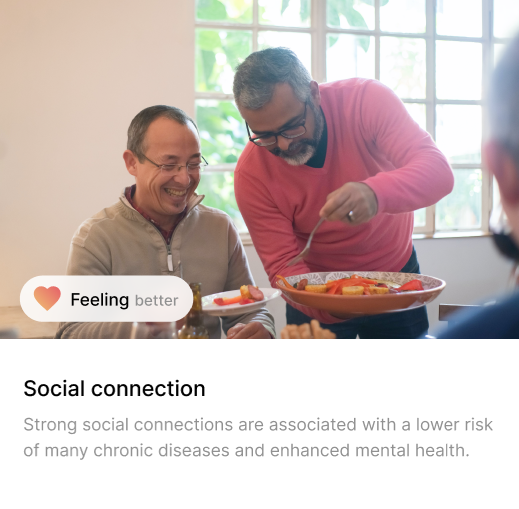 Feeling better
Social connection
Strong social connections are associated with a lower risk
of many chronic diseases and enhanced mental health.